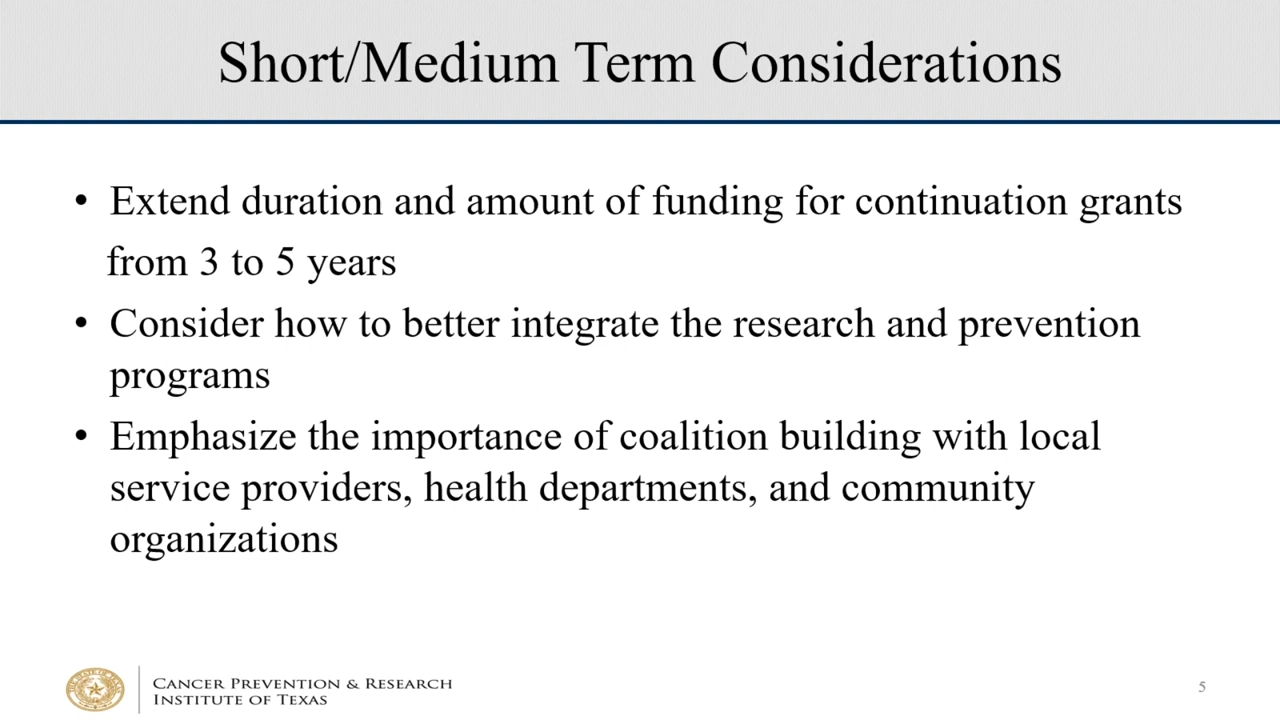 Short/Medium Term Considerations
• Extend duration and amount of funding for continuation grants
from 3 to 5 years
• Consider how to better integrate the research and prevention
programs
• Emphasize the importance of coalition building with local
service providers, health departments, and community
organizations
CANCER PREVENTION & RESEARCH
INSTITUTE OF TEXAS
5